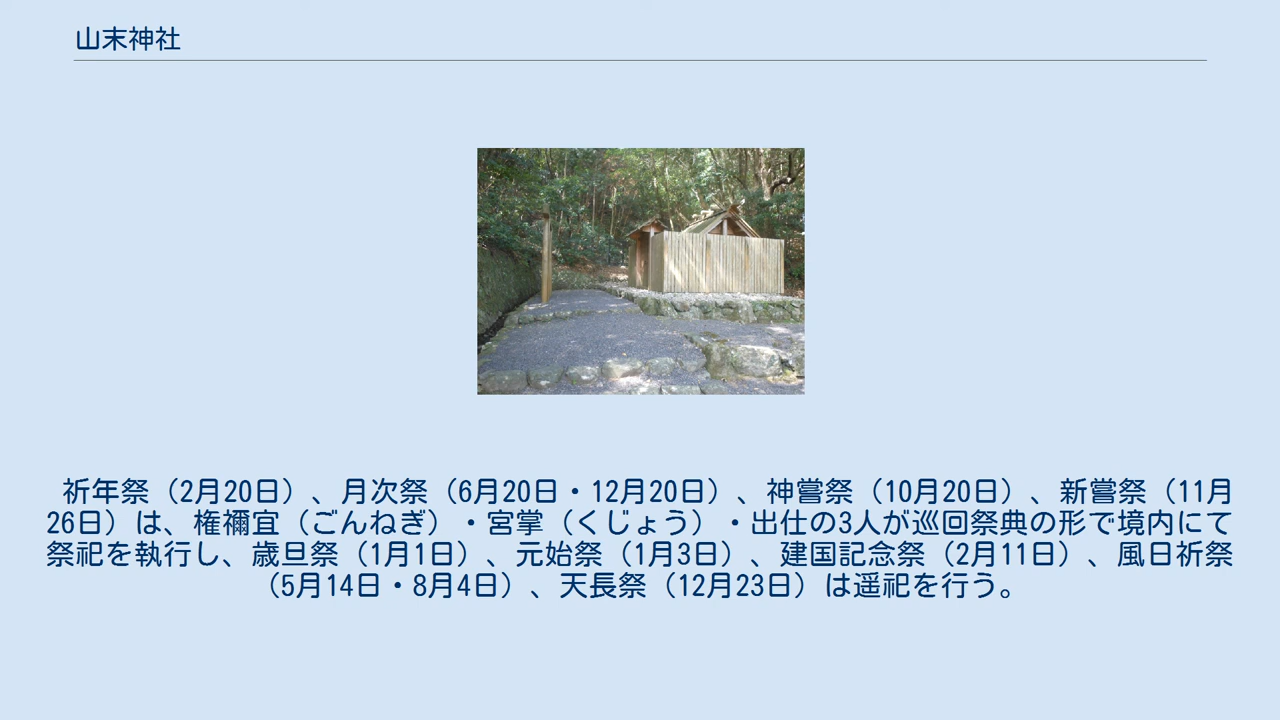 山末神社
祈年祭（2月20日）、月次祭（6月20日・12月20日）、神嘗祭（10月20日）、新嘗祭（11月
26日）は、権禰宜（ごんねぎ）・宮掌（くじょう）・出仕の3人が巡回祭典の形で境内にて
祭祀を執行し、歳旦祭（1月1日）、元始祭（1月3日）、建国記念祭（2月11日）、風日祈祭
（5月14日・8月4日）、天長祭（12月23日）は遥祀を行う。